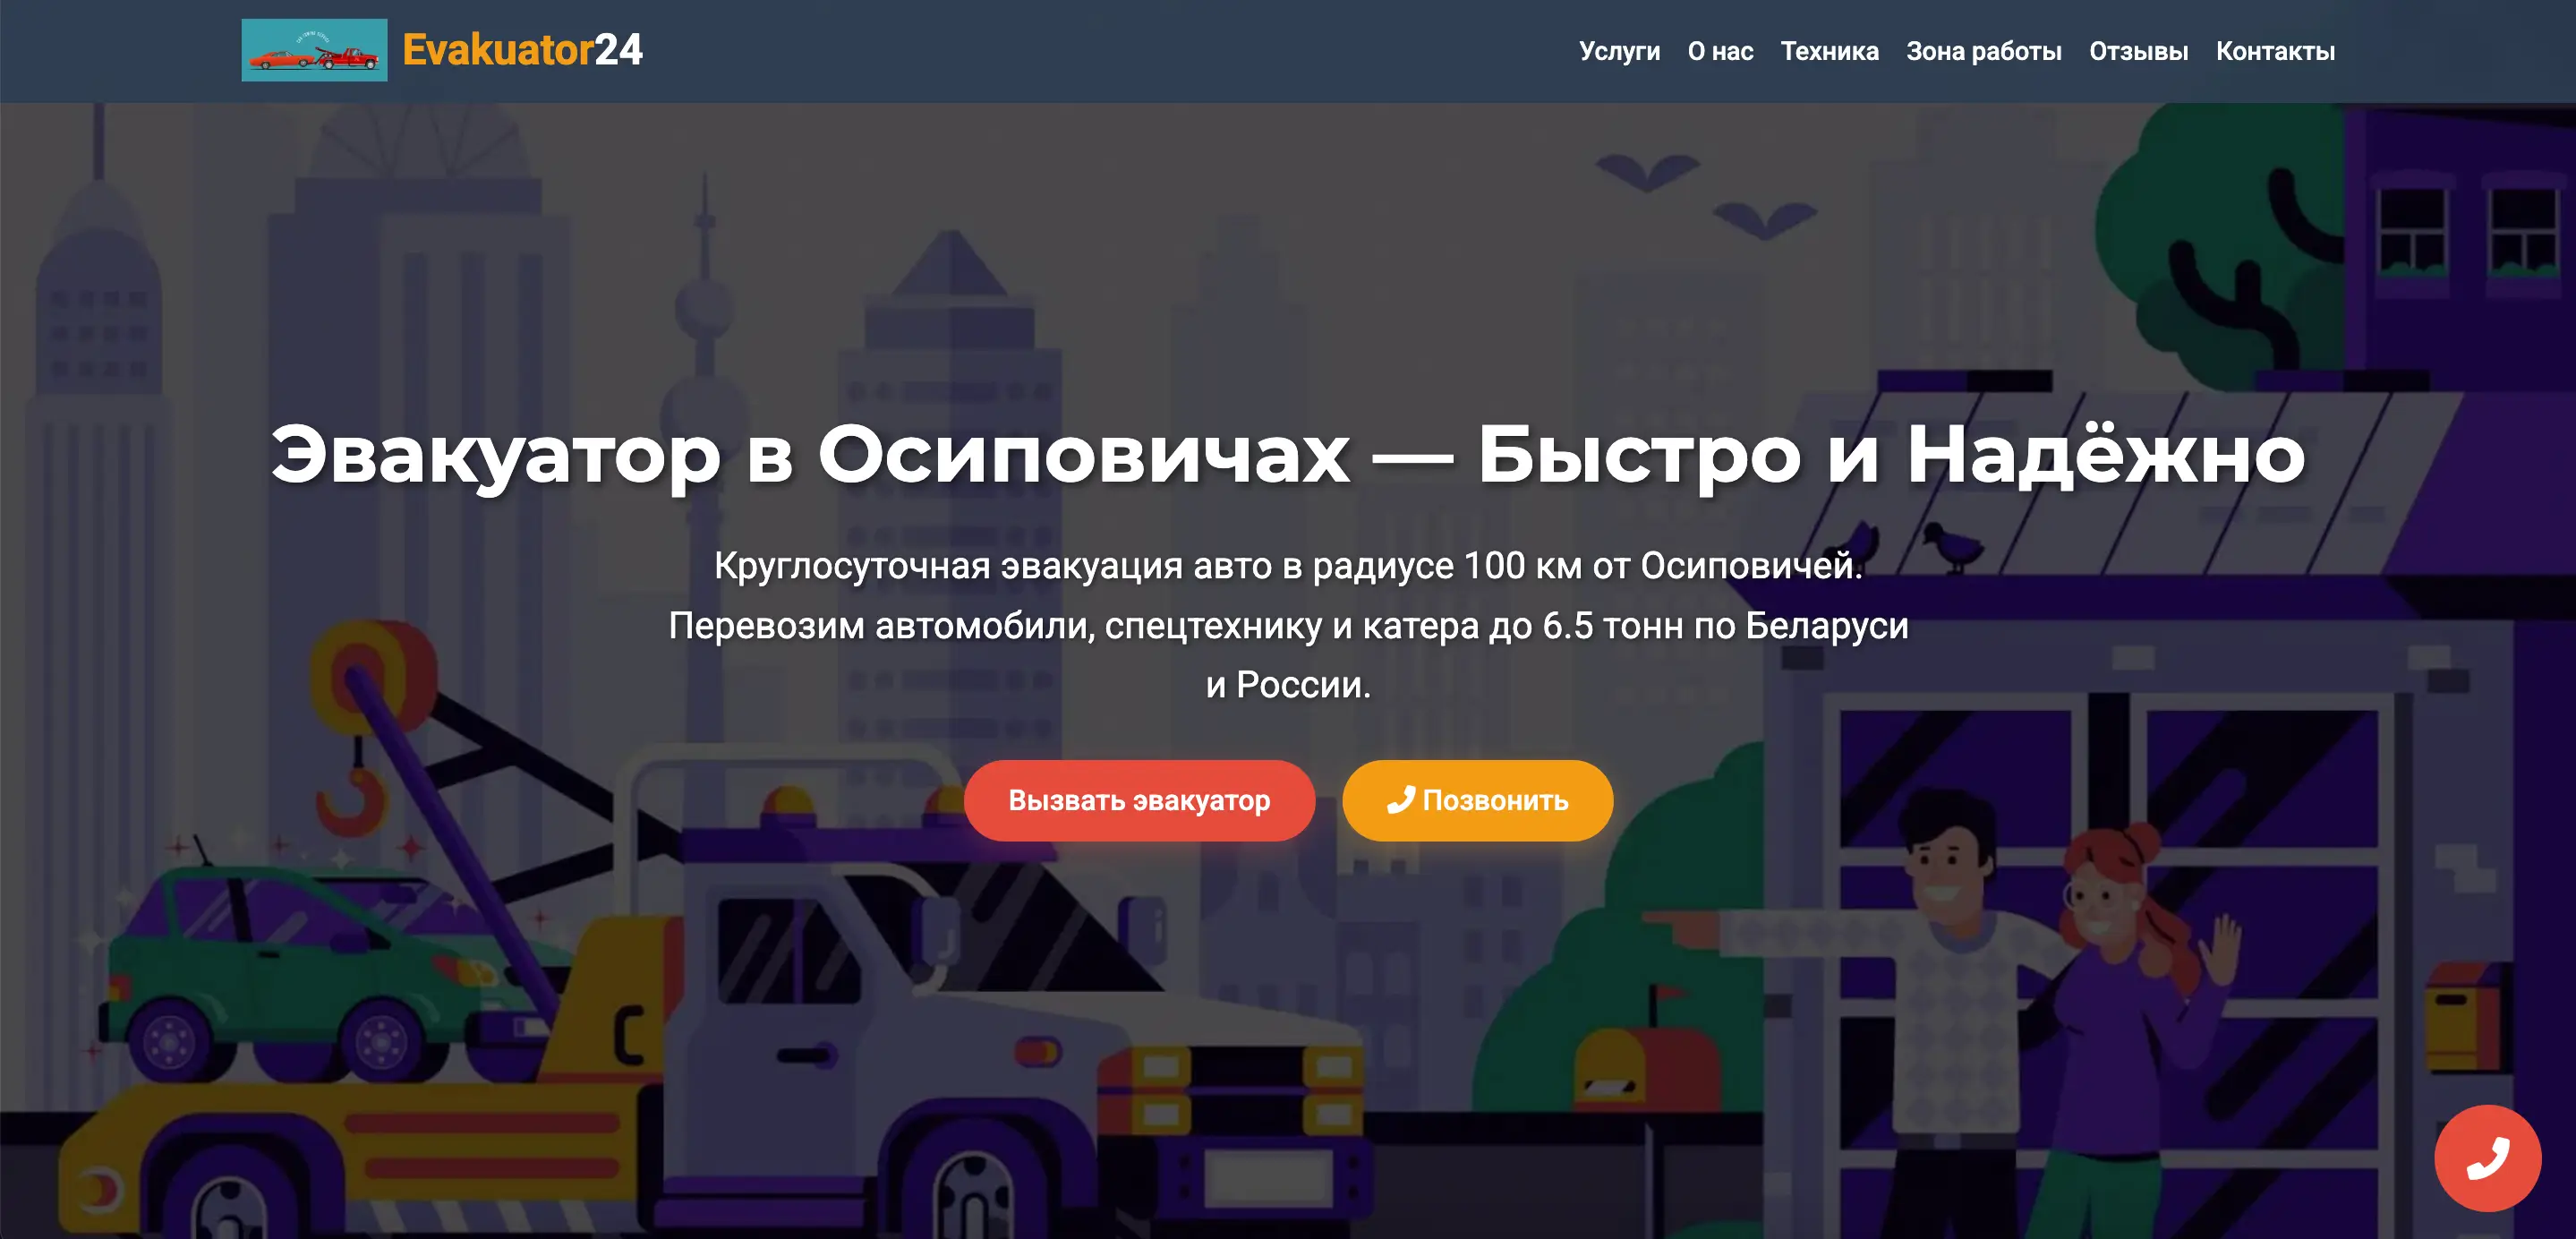 Evakuator24
Услуги О нас Техника Зона работы Отзывы Контакты
Эвакуатор в Осиповичах — Быстро и Надёжно
Круглосуточная эвакуация авто в радиусе 100 км от Осиповичей.
Перевозим автомобили, спецтехнику и катера до 6.5 тонн по Беларуси
и России.
Вызвать эвакуатор
Позвонить